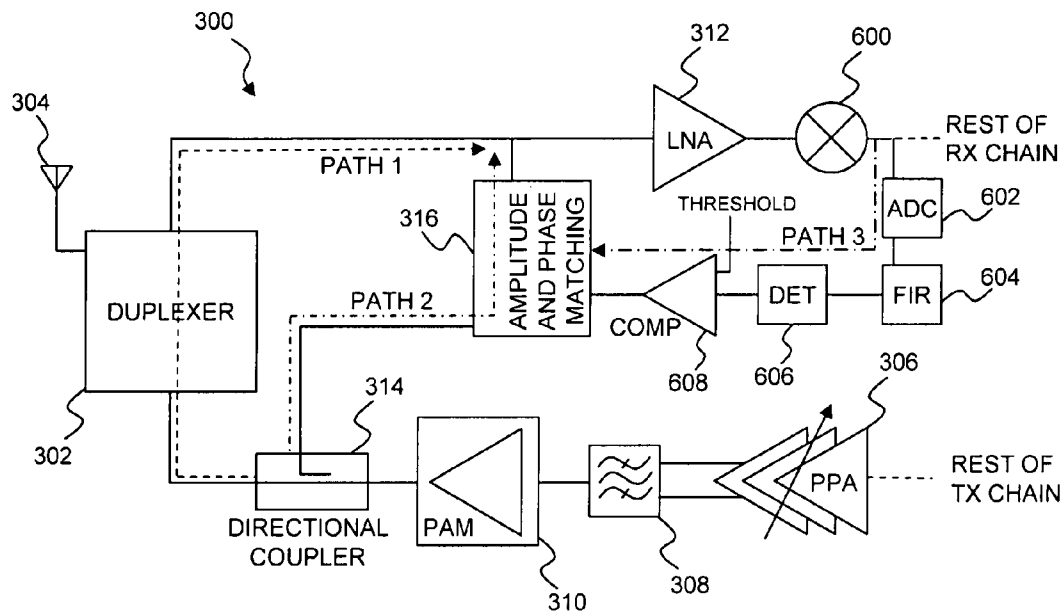 300
304
312
600
LNA
REST OF
RX CHAIN
PATH 1
316
AMPLITUDE
AND PHASE
MATCHING
THRESHOLD
ADC
602
PATH 3
DUPLEXER
PATH 2
COMP
DET
FIR
604
608
606
306
302
314
PAM
PPA
REST OF
TX CHAIN
DIRECTIONAL
COUPLER
310
308